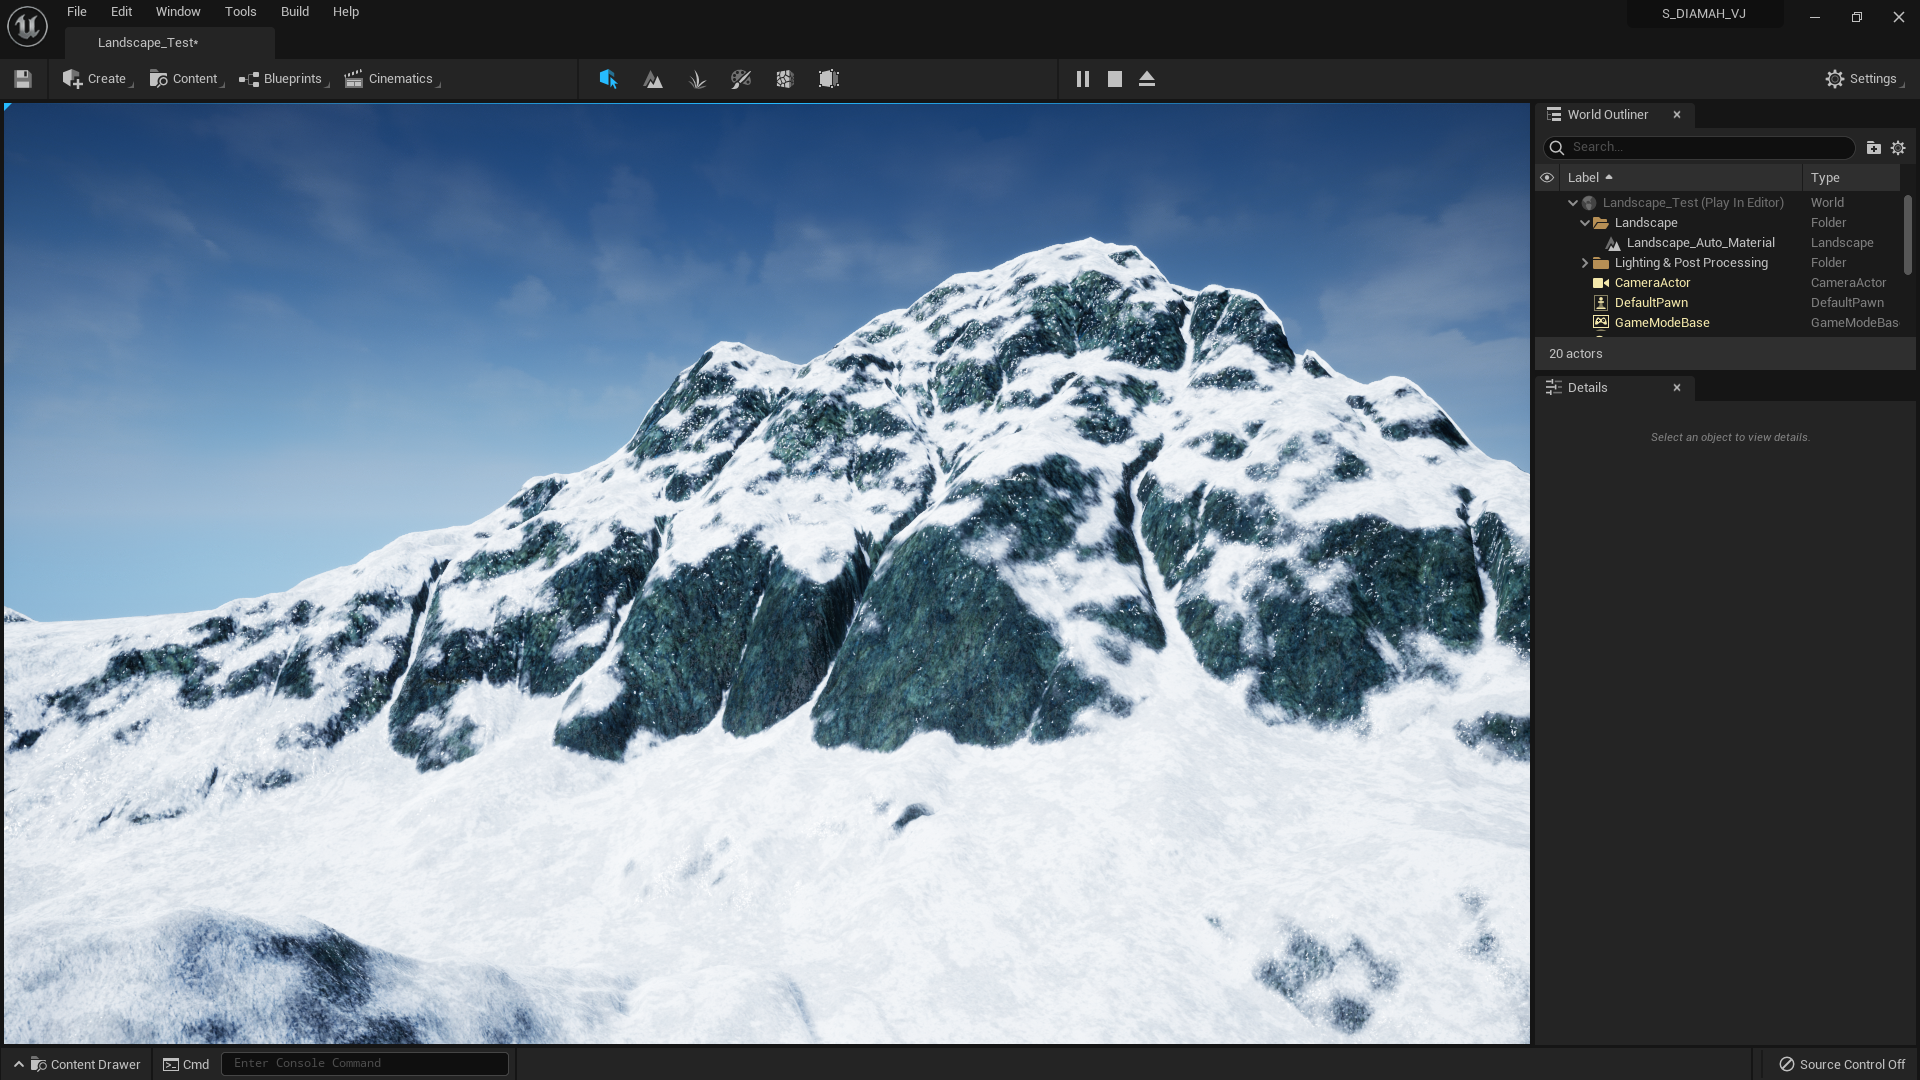 File Edit Window Tools Build Help
S_DIAMAH_VJ
Landscape_Test*
Create Content Blueprints Cinematics Settings
World Outliner
Search...
Label Type
Landscape_Test (Play In Editor) World
Landscape Folder
Landscape_Auto_Material Landscape
Lighting & Post Processing Folder
CameraActor CameraActor
DefaultPawn DefaultPawn
GameModeBase GameModeBas
20 actors
Details
Select an object to view details.
Content Drawer Cmd Enter Console Command Source Control Off